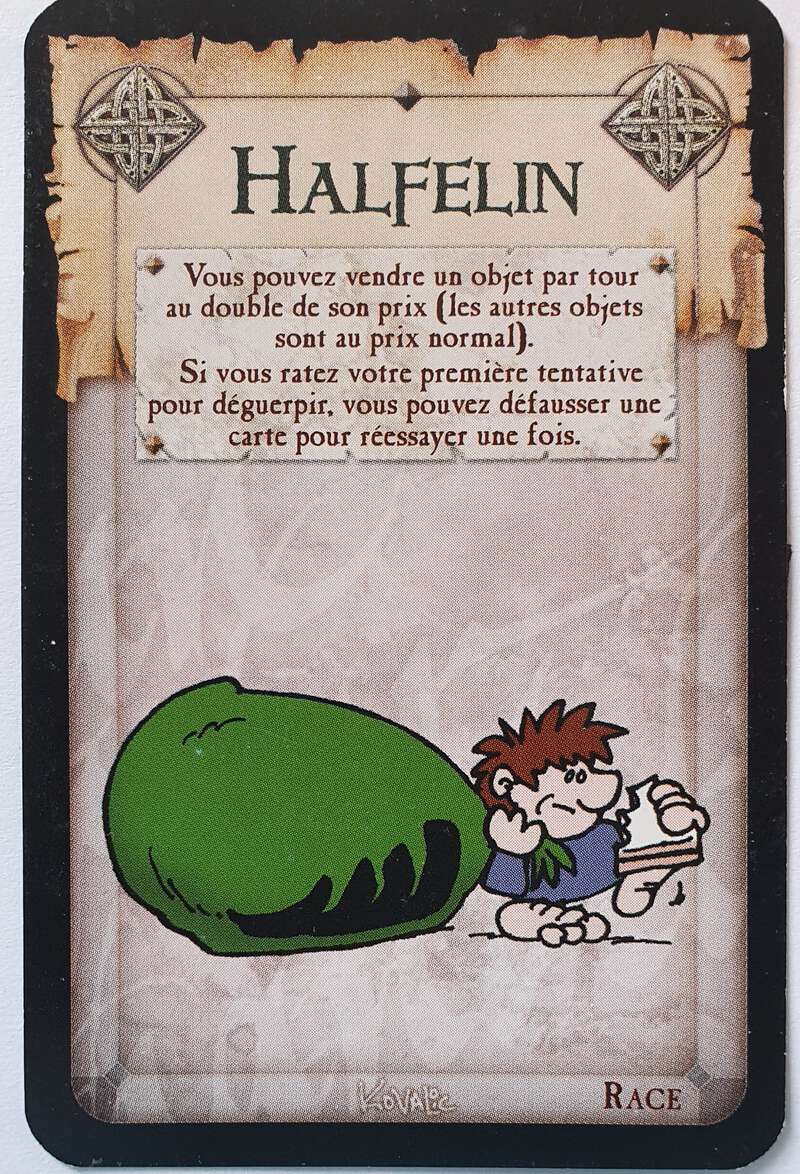 HALFELIN
Vous pouvez vendre un objet par tour
au double de son prix (les autres objets
sont au prix normal).
Si vous ratez votre première tentative
pour déguerpir, vous pouvez défausser une
carte pour réessayer une fois.
KOVALIC
RACE